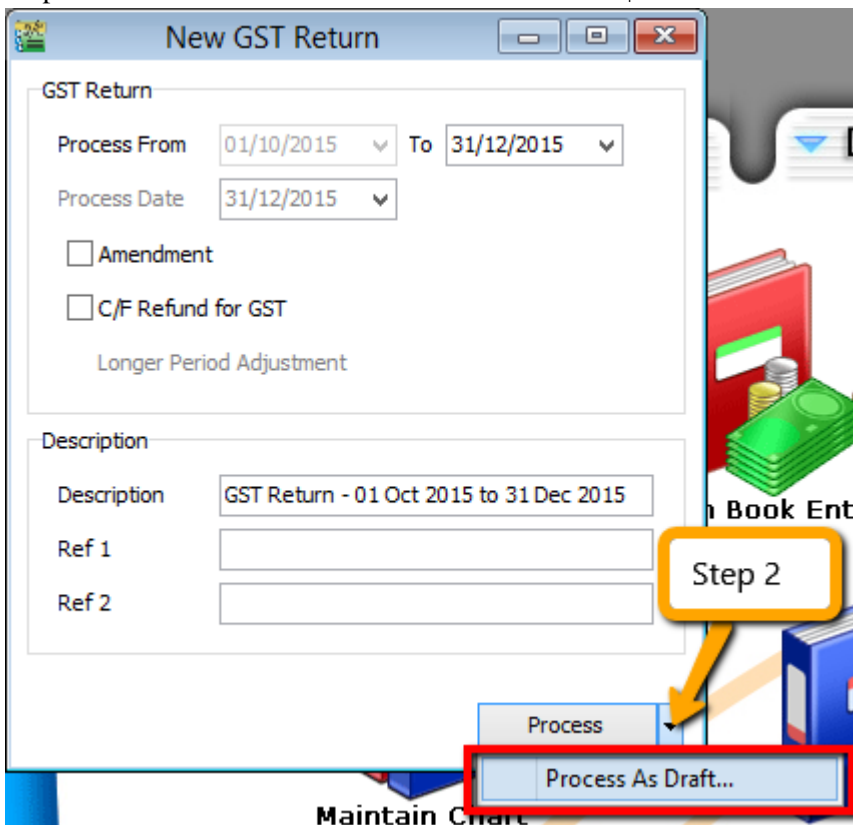 New GST Return
GST Return
Process From 01/10/2015 To 31/12/2015
Process Date 31/12/2015
Amendment
C/F Refund for GST
Longer Period Adjustment
Description
Description GST Return - 01 Oct 2015 to 31 Dec 2015
Book Ent
Ref 1
Step 2
Ref 2
Process
Process As Draft...
Maintain Chart